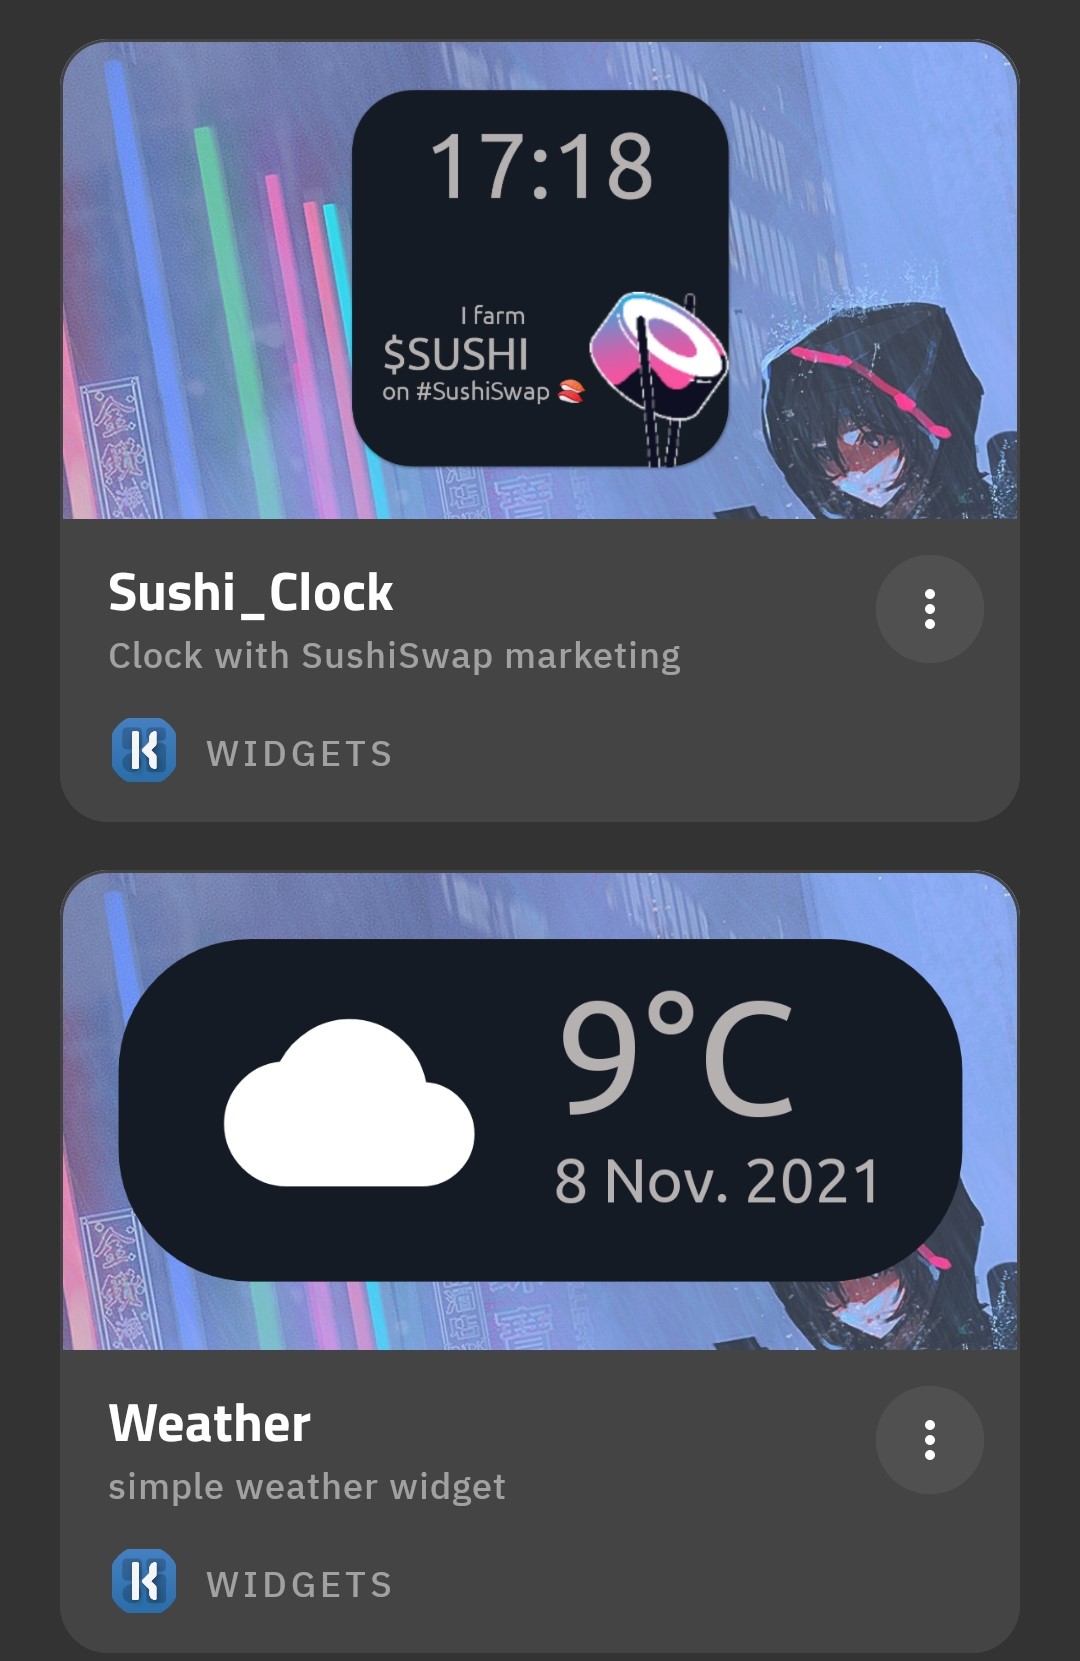 17:18
I farm
$SUSHI
on #SushiSwap 🍣
Sushi_Clock
Clock with SushiSwap marketing
WIDGETS
9°C
8 Nov. 2021
Weather
simple weather widget
WIDGETS